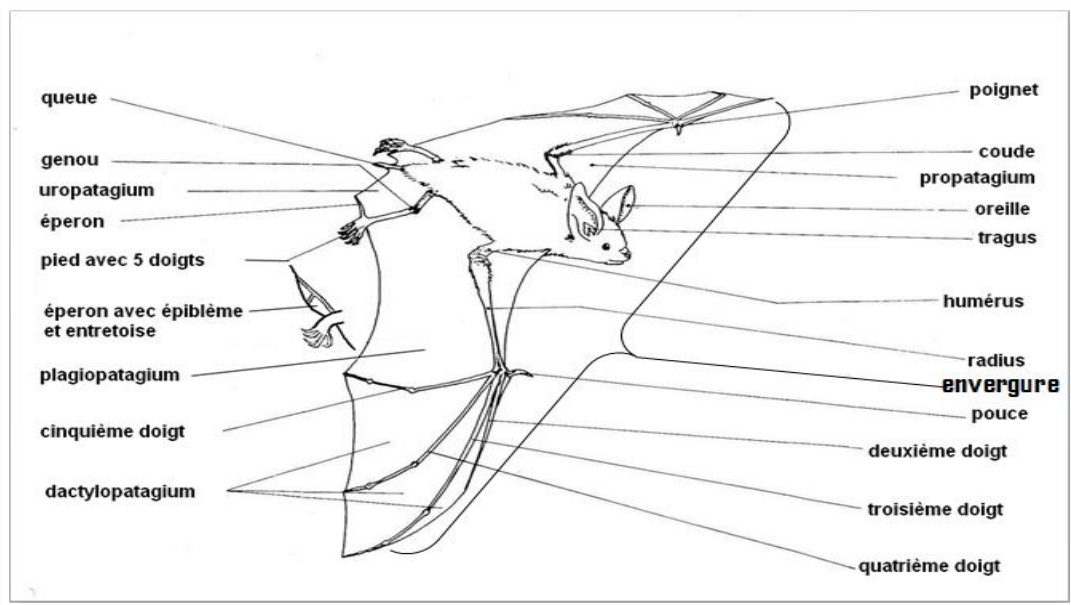 queue
genou
uropatagium
éperon
pied avec 5 doigts
éperon avec épiblème
et entretoise
plagiopatagium
cinquième doigt
dactylopatagium
poignet
coude
propatagium
oreille
tragus
humérus
radius
envergure
pouce
deuxième doigt
troisième doigt
quatrième doigt